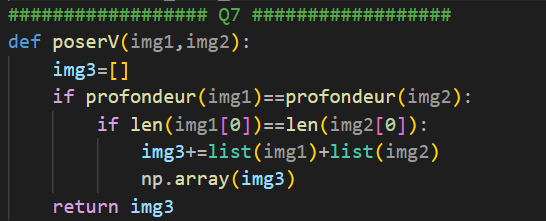 ################## Q7 ##################
def poserV(img1,img2):
    img3=[]
    if profondeur(img1)==profondeur(img2):
        if len(img1[0])==len(img2[0]):
            img3+=list(img1)+list(img2)
            np.array(img3)
    return img3